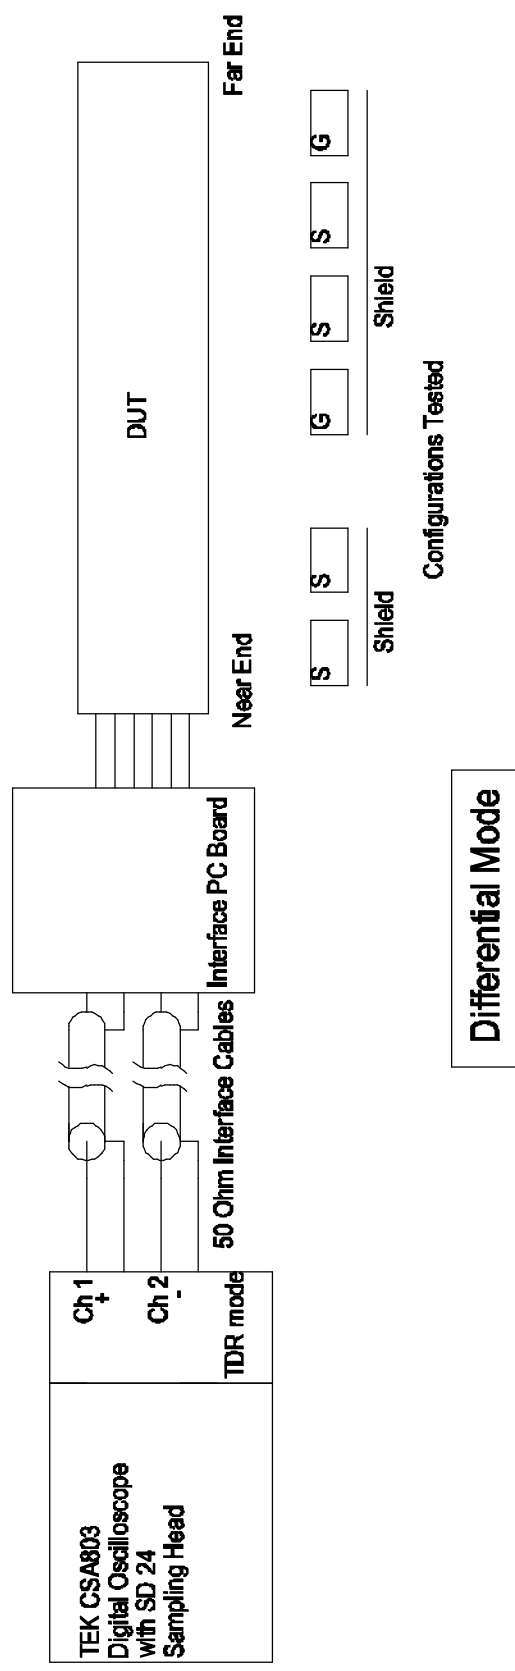 TEK CSA803
Digital Oscilloscope
with SD 24
Sampling Head
Ch 1
+
Ch 2
-
TDR mode
50 Ohm Interface Cables
Interface PC Board
DUT
Near End
Far End
S
S
G
S
S
G
Shield
Shield
Configurations Tested
Differential Mode